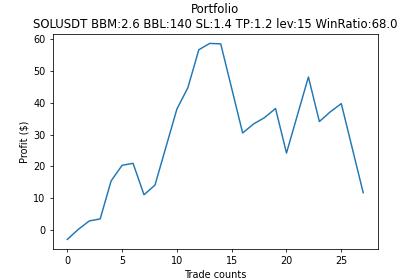 Portfolio
SOLUSDT BBM:2.6 BBL:140 SL:1.4 TP:1.2 lev:15 WinRatio:68.0
60
50
40
30
20
10
0
Profit ($)
0 5 10 15 20 25
Trade counts